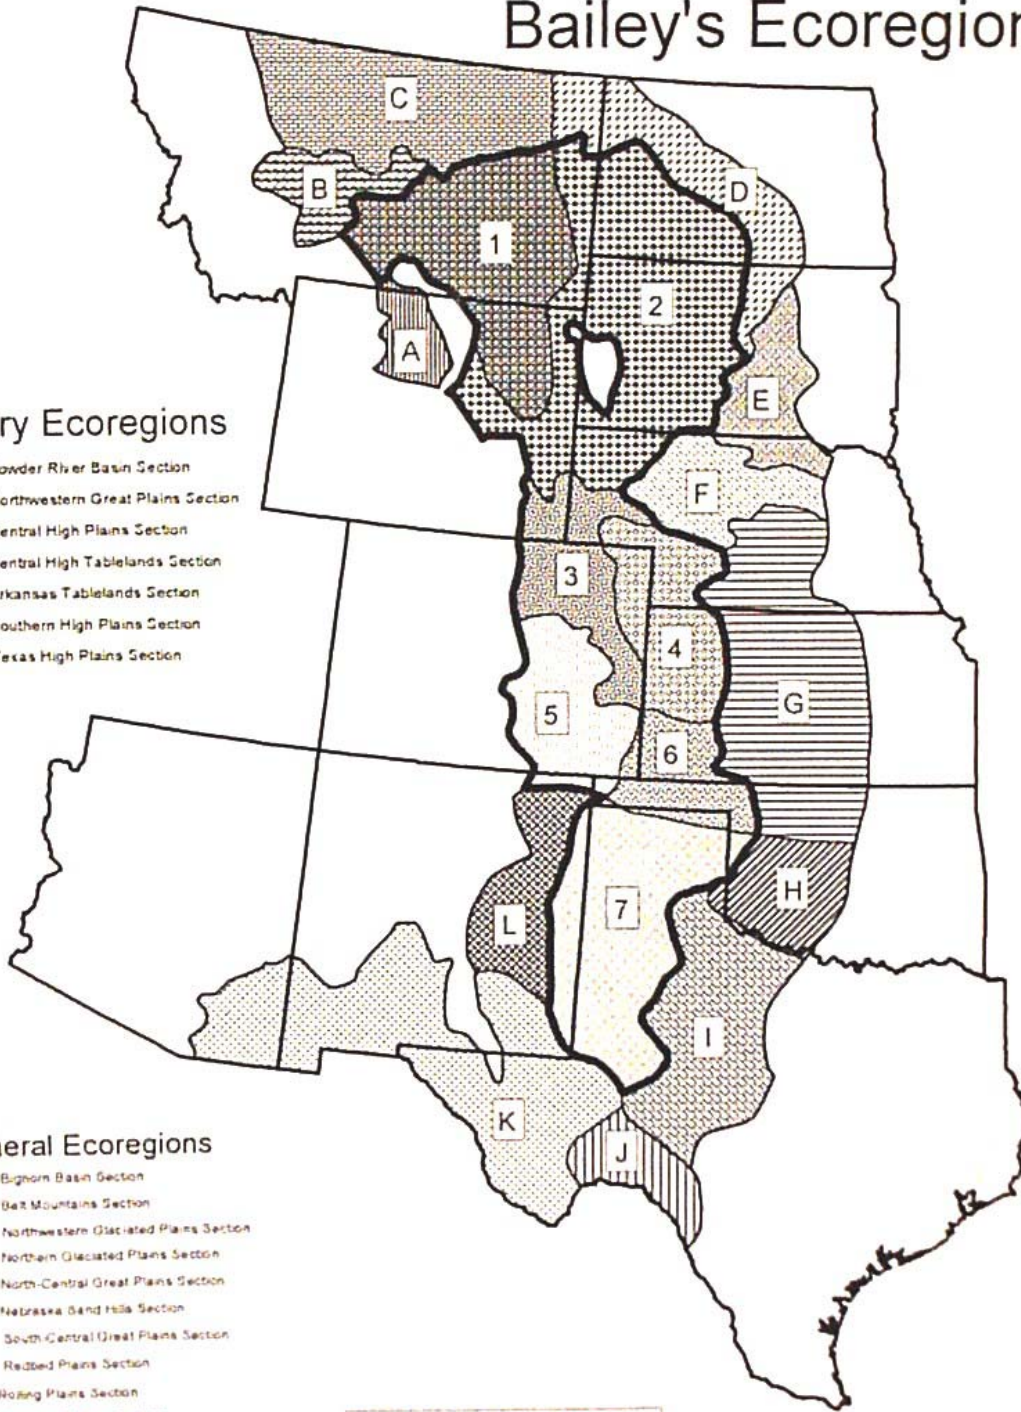 Bailey's Ecoregion
C
B
D
1
2
A
E
ry Ecoregions
owder River Basin Section
orthwestern Great Plains Section
entral High Plains Section
entral High Tablelands Section
rkansas Tablelands Section
outhern High Plains Section
exas High Plains Section
F
3
4
5
G
6
H
7
L
I
K
J
neral Ecoregions
Bighorn Basin Section
Belt Mountains Section
Northwestern Glaciated Plains Section
Northern Glaciated Plains Section
North-Central Great Plains Section
Nebraska Sand Hills Section
South-Central Great Plains Section
Redbed Plains Section
Rolling Plains Section